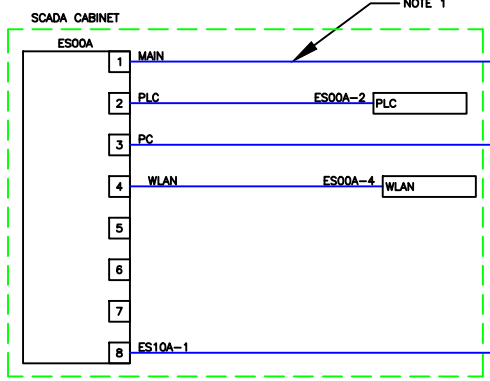 NOTE 1
SCADA CABINET
ES00A
1 MAIN
2 PLC ES00A-2 PLC
3 PC
4 WLAN ES00A-4 WLAN
5
6
7
8 ES10A-1